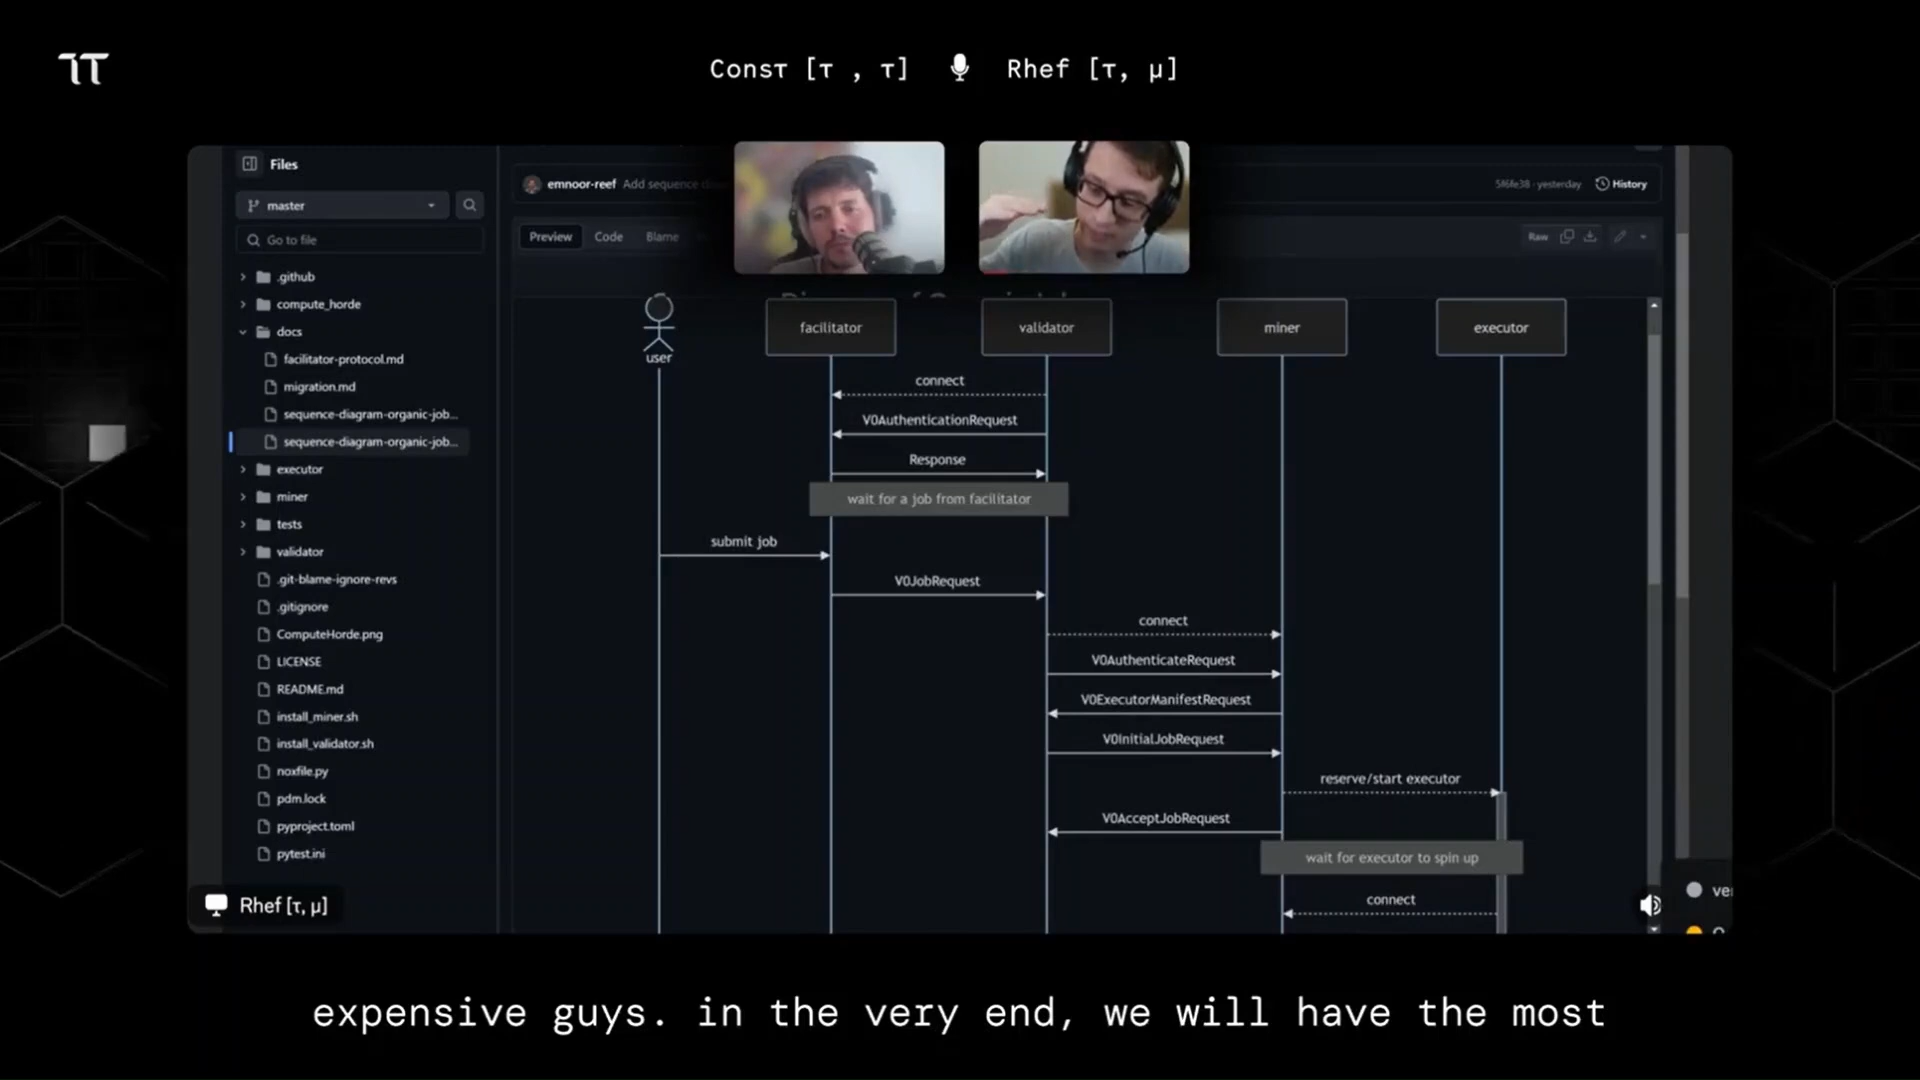 Consτ [τ , τ]
Rhef [τ, μ]
Files
master
Go to file
.github
compute_horde
docs
facilitator-protocol.md
migration.md
sequence-diagram-organic-job...
sequence-diagram-organic-job...
executor
miner
tests
validator
.git-blame-ignore-revs
.gitignore
ComputeHorde.png
LICENSE
README.md
install_miner.sh
install_validator.sh
noxfile.py
pdm.lock
pyproject.toml
pytest.ini
emnoor-reef Add sequence
5f6fe38 · yesterday
History
Preview
Code
Blame
Raw
user
facilitator
validator
miner
executor
connect
V0AuthenticationRequest
Response
wait for a job from facilitator
submit job
V0JobRequest
connect
V0AuthenticateRequest
V0ExecutorManifestRequest
V0InitialJobRequest
reserve/start executor
V0AcceptJobRequest
wait for executor to spin up
connect
Rhef [τ, μ]
expensive guys. in the very end, we will have the most